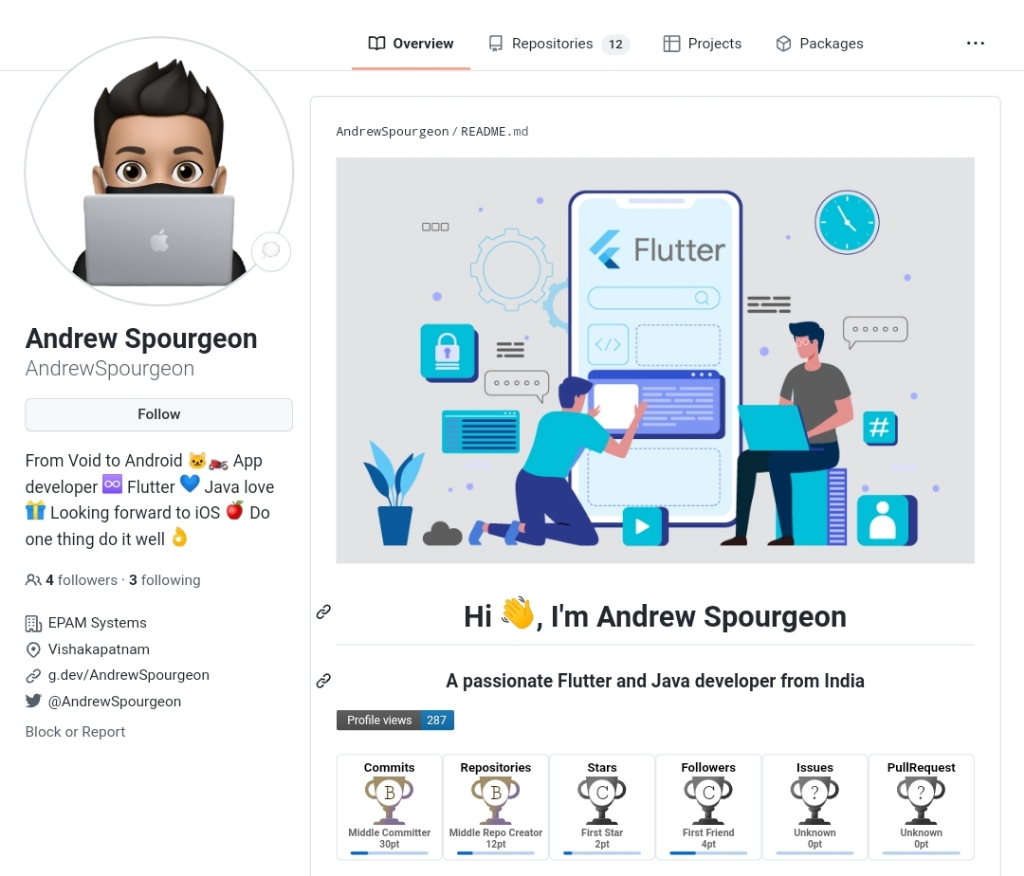 Overview
Repositories 12
Projects
Packages
AndrewSpourgeon / README.md
Flutter
</>
#
Andrew Spourgeon
AndrewSpourgeon
Follow
From Void to Android 🐱🏍 App
developer ♾ Flutter 💙 Java love
🎁 Looking forward to iOS 🍎 Do
one thing do it well 👌
4 followers · 3 following
EPAM Systems
Vishakapatnam
g.dev/AndrewSpourgeon
@AndrewSpourgeon
Block or Report
Hi 👋, I'm Andrew Spourgeon
A passionate Flutter and Java developer from India
Profile views 287
Commits
B
Middle Committer
30pt
Repositories
B
Middle Repo Creator
12pt
Stars
C
First Star
2pt
Followers
C
First Friend
4pt
Issues
?
Unknown
0pt
PullRequest
?
Unknown
0pt